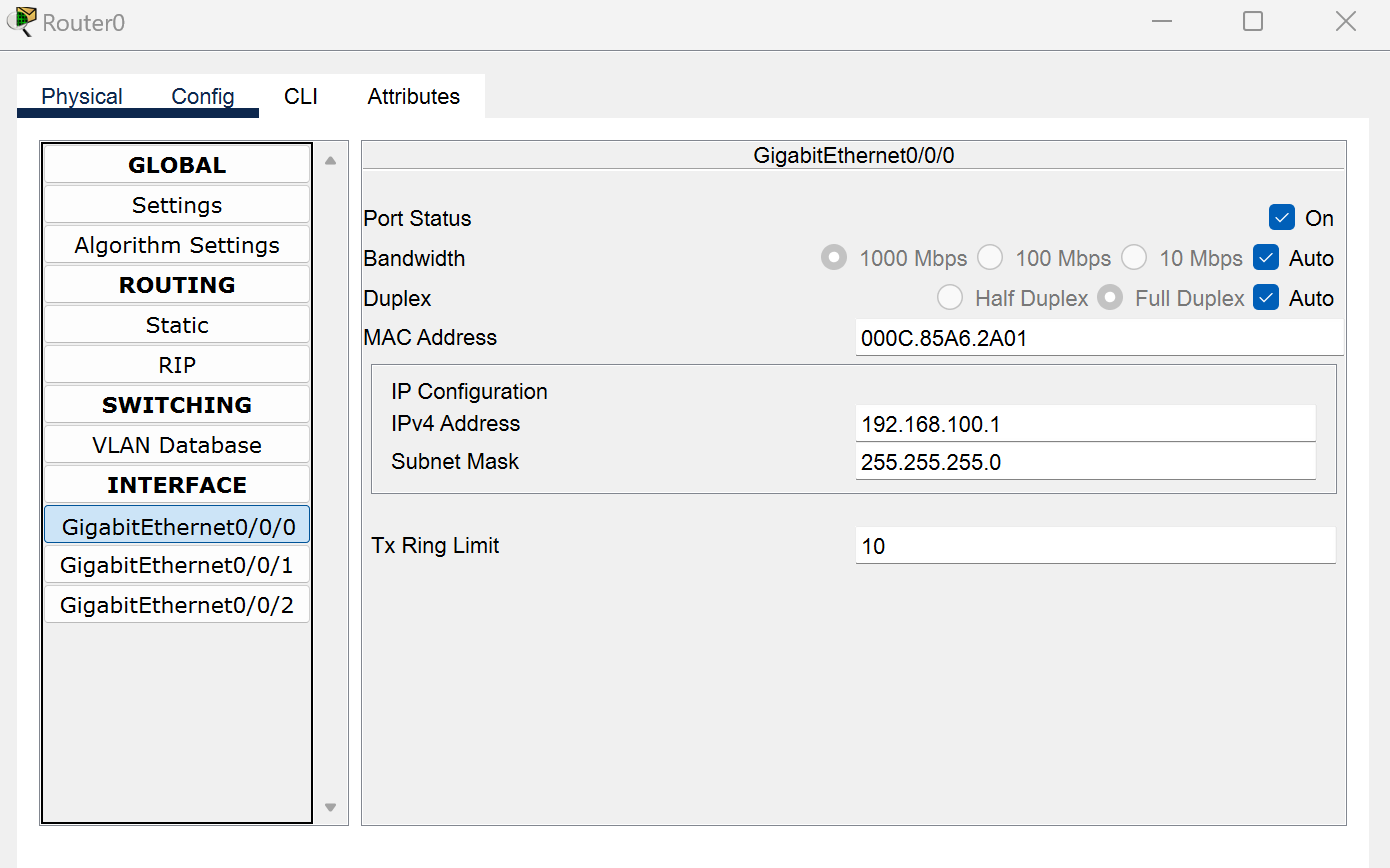 Router0
Physical Config CLI Attributes
GLOBAL
Settings
Algorithm Settings
ROUTING
Static
RIP
SWITCHING
VLAN Database
INTERFACE
GigabitEthernet0/0/0
GigabitEthernet0/0/1
GigabitEthernet0/0/2
GigabitEthernet0/0/0
Port Status On
Bandwidth 1000 Mbps 100 Mbps 10 Mbps Auto
Duplex Half Duplex Full Duplex Auto
MAC Address 000C.85A6.2A01
IP Configuration
IPv4 Address 192.168.100.1
Subnet Mask 255.255.255.0
Tx Ring Limit 10